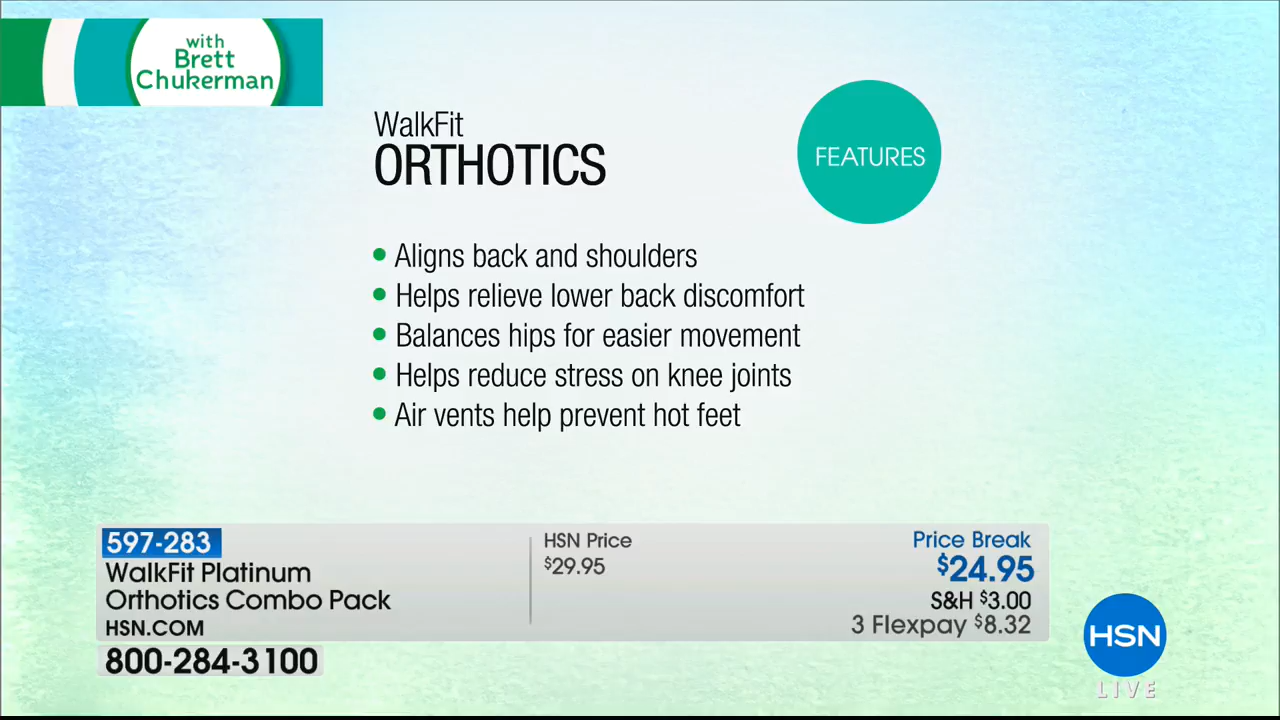 with
Brett
Chukerman
WalkFit
ORTHOTICS
FEATURES
• Aligns back and shoulders
• Helps relieve lower back discomfort
• Balances hips for easier movement
• Helps reduce stress on knee joints
• Air vents help prevent hot feet
597-283
WalkFit Platinum
Orthotics Combo Pack
HSN.COM
800-284-3100
HSN Price
$29.95
Price Break
$24.95
S&H $3.00
3 Flexpay $8.32
HSN
LIVE